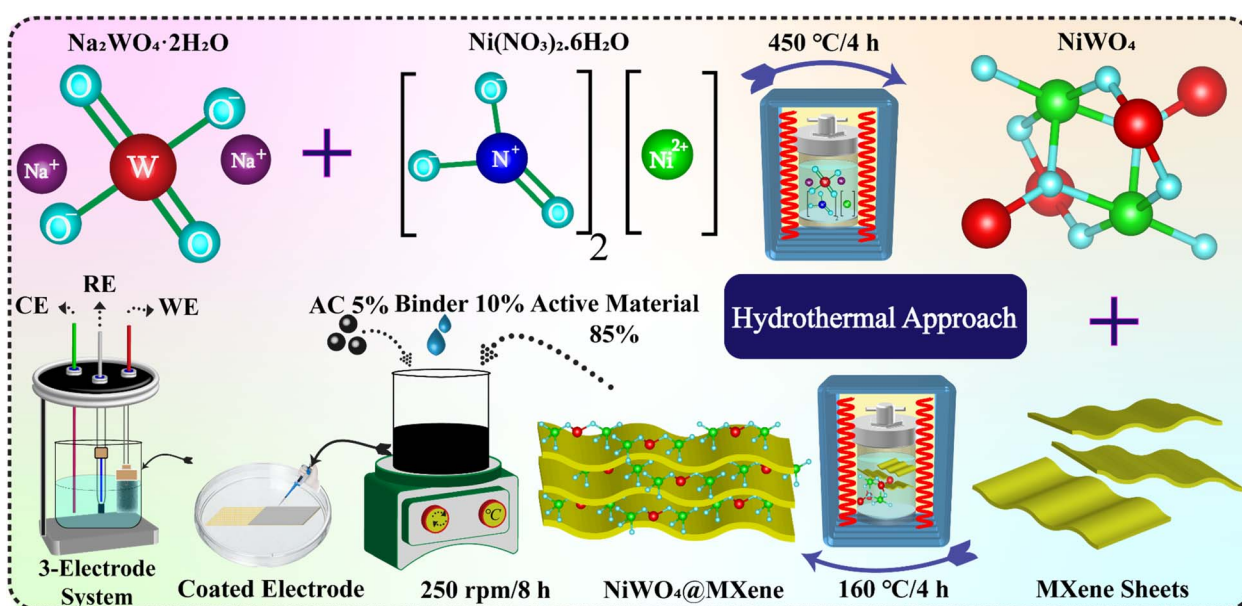 Na₂WO₄·2H₂O
Ni(NO₃)₂.6H₂O
450 °C/4 h
NiWO₄
O
O⁻
Na⁺
W
Na⁺
O⁻
O
+
O⁻
O⁻
N⁺
O
2
Ni²⁺
Hydrothermal Approach
+
CE
RE
WE
AC 5% Binder 10% Active Material
85%
°C
3-Electrode
System
Coated Electrode
250 rpm/8 h
NiWO₄@MXene
160 °C/4 h
MXene Sheets